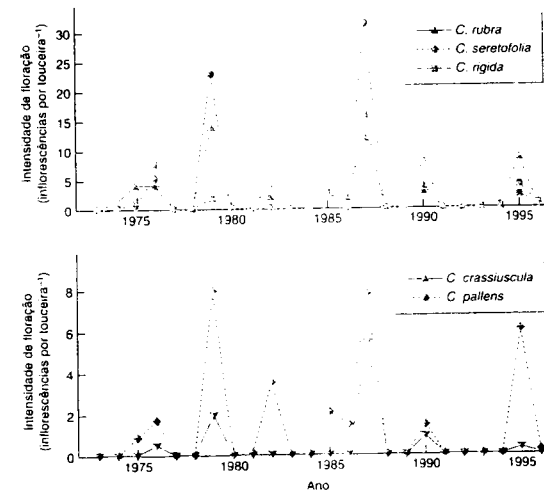 Intensidade de floração
(inflorescências por touceira⁻¹)
30
25
20
15
10
5
0
C. rubra
C. seretofolia
C. rigida
1975
1980
1985
1990
1995
Intensidade de floração
(inflorescências por touceira⁻¹)
8
6
4
2
0
C. crassiuscula
C. pallens
1975
1980
1985
1990
1995
Ano